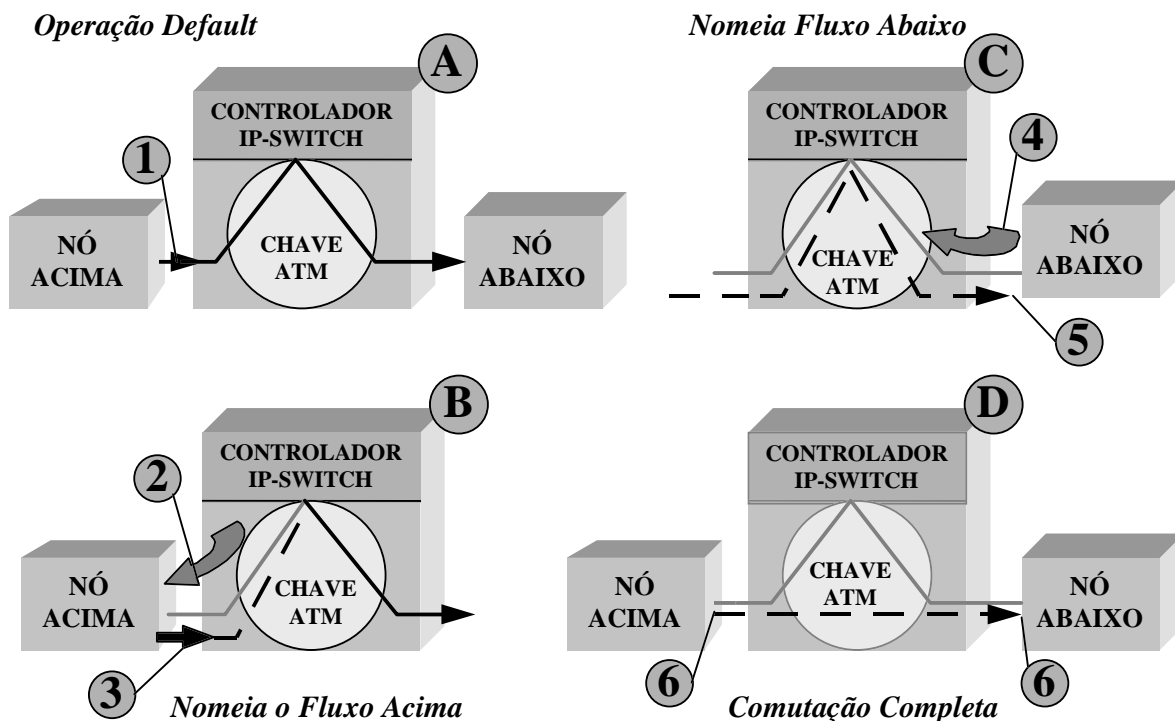 Operação Default
A
CONTROLADOR
IP-SWITCH
1
NÓ
ACIMA
CHAVE
ATM
NÓ
ABAIXO
Nomeia Fluxo Abaixo
C
CONTROLADOR
IP-SWITCH
4
CHAVE
ATM
NÓ
ABAIXO
5
B
CONTROLADOR
IP-SWITCH
2
NÓ
ACIMA
CHAVE
ATM
3
Nomeia o Fluxo Acima
D
CONTROLADOR
IP-SWITCH
NÓ
ACIMA
CHAVE
ATM
NÓ
ABAIXO
6
6
Comutação Completa